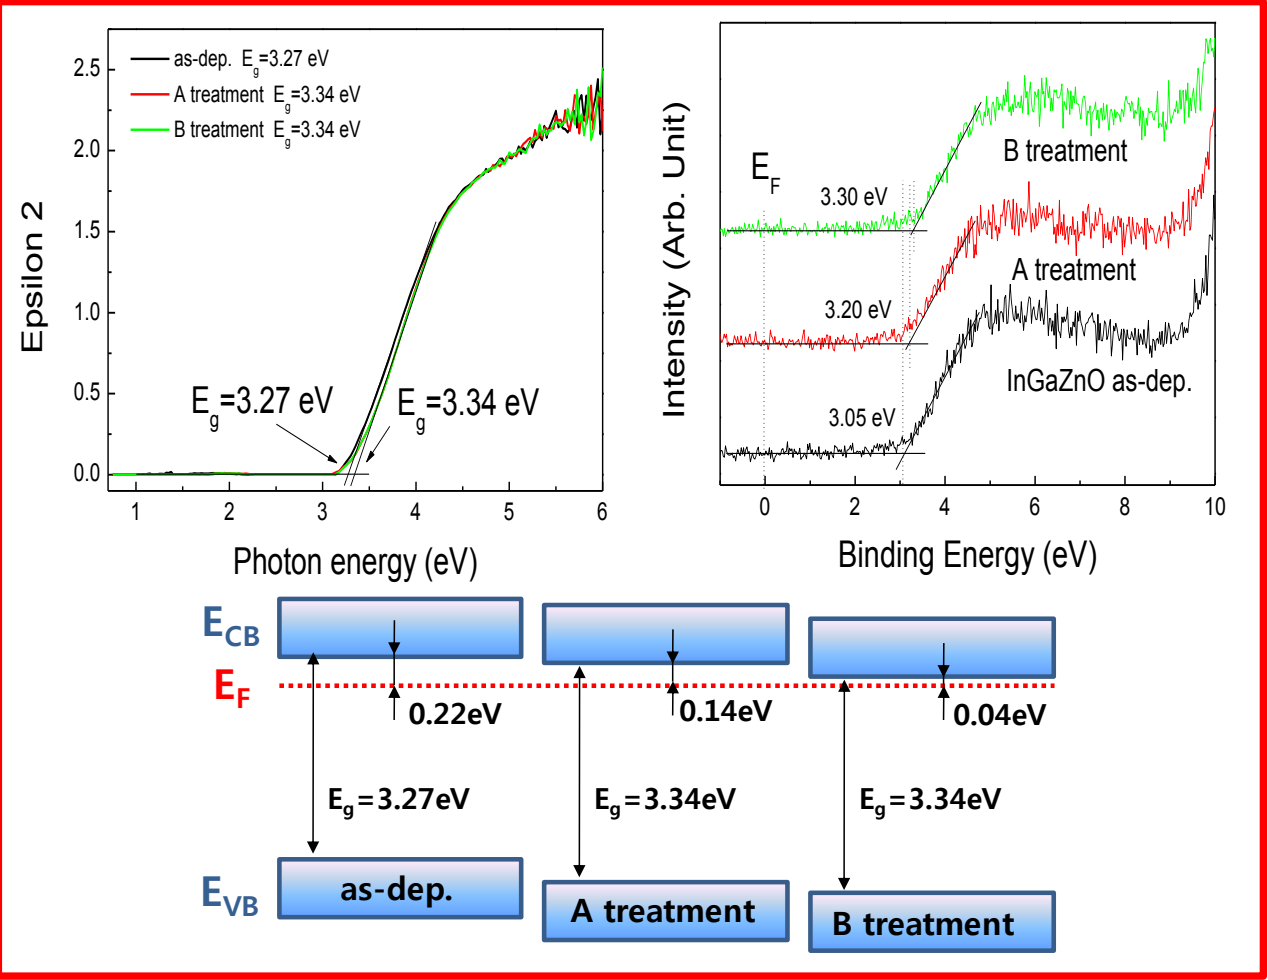 as-dep. Eg=3.27 eV
A treatment Eg=3.34 eV
B treatment Eg=3.34 eV
2.5
2.0
1.5
1.0
0.5
0.0
Epsilon 2
Eg=3.27 eV
Eg=3.34 eV
1 2 3 4 5 6
Photon energy (eV)
Intensity (Arb. Unit)
EF
3.30 eV
B treatment
3.20 eV
A treatment
3.05 eV
InGaZnO as-dep.
0 2 4 6 8 10
Binding Energy (eV)
ECB
EF
0.22eV
0.14eV
0.04eV
Eg=3.27eV
Eg=3.34eV
Eg=3.34eV
EVB
as-dep.
A treatment
B treatment